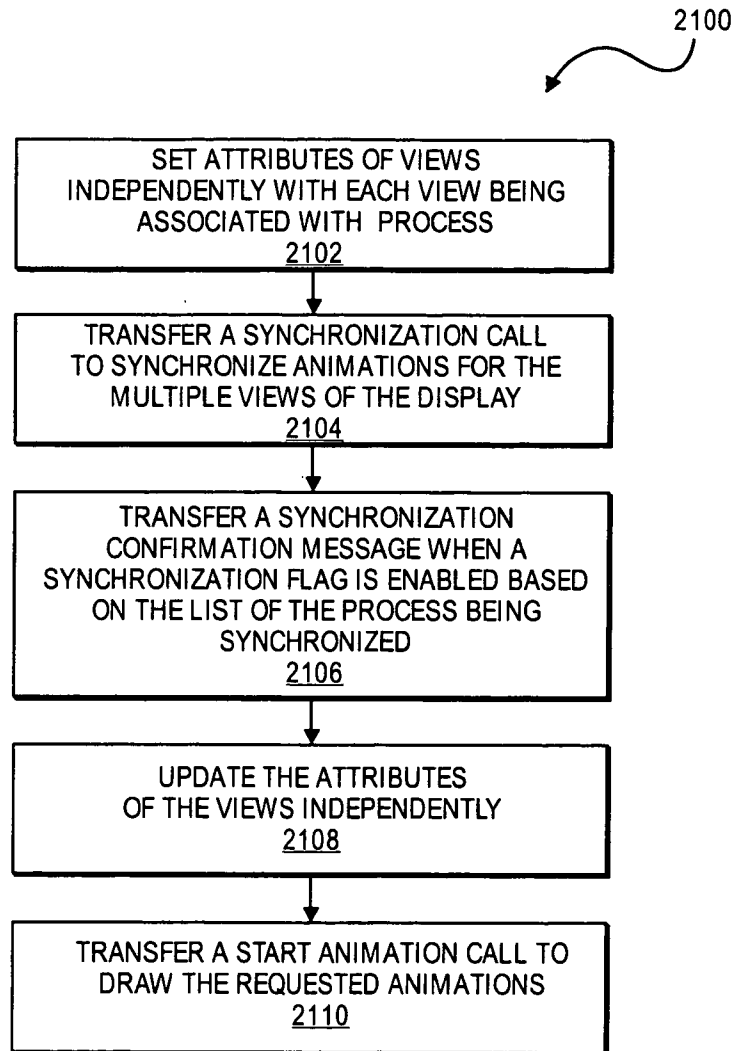 2100
SET ATTRIBUTES OF VIEWS
INDEPENDENTLY WITH EACH VIEW BEING
ASSOCIATED WITH PROCESS
2102
TRANSFER A SYNCHRONIZATION CALL
TO SYNCHRONIZE ANIMATIONS FOR THE
MULTIPLE VIEWS OF THE DISPLAY
2104
TRANSFER A SYNCHRONIZATION
CONFIRMATION MESSAGE WHEN A
SYNCHRONIZATION FLAG IS ENABLED BASED
ON THE LIST OF THE PROCESS BEING
SYNCHRONIZED
2106
UPDATE THE ATTRIBUTES
OF THE VIEWS INDEPENDENTLY
2108
TRANSFER A START ANIMATION CALL TO
DRAW THE REQUESTED ANIMATIONS
2110